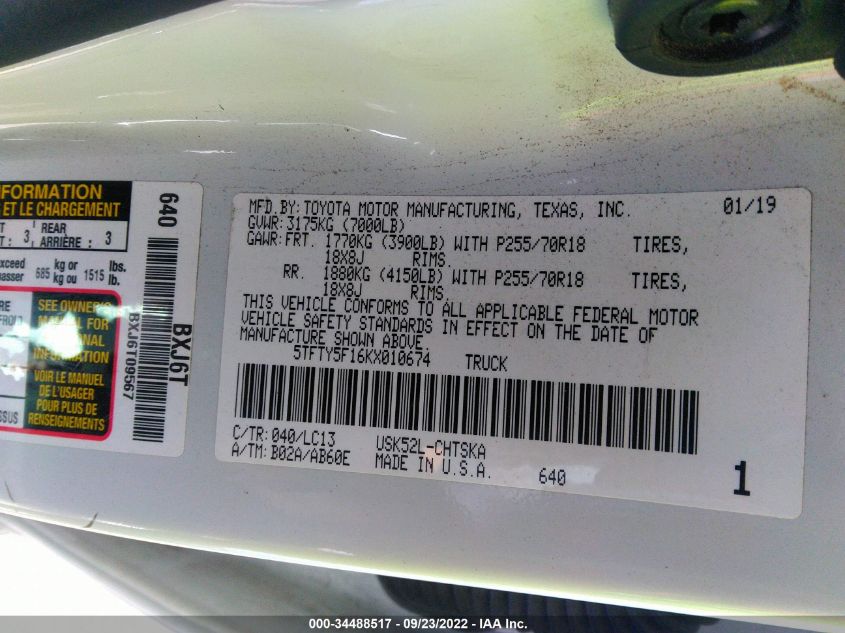 NFORMATION
ET LE CHARGEMENT
3 REAR
: 3 ARRIÈRE : 3
exceed kg or lbs.
685 1515
passer kg ou lb.
SEE OWNER'S
MANUAL FOR
VOIR LE MANUEL
DE L'USAGER
POUR PLUS DE
RENSEIGNEMENTS
640
BXJ6T
BXJ6T09567
MFD.BY: TOYOTA MOTOR MANUFACTURING, TEXAS, INC. 01/19
GVWR: 3175KG (7000LB)
GAWR: FRT. 1770KG (3900LB) WITH P255/70R18 TIRES,
18X8J RIMS.
RR. 1880KG (4150LB) WITH P255/70R18 TIRES,
18X8J RIMS.
THIS VEHICLE CONFORMS TO ALL APPLICABLE FEDERAL MOTOR
VEHICLE SAFETY STANDARDS IN EFFECT ON THE DATE OF
MANUFACTURE SHOWN ABOVE
5TFTY5F16KX010674 TRUCK
C/TR: 040/LC13 USK52L-CHTSKA
A/TM: B02A/AB60E MADE IN U.S.A. 640 1
000-34488517 - 09/23/2022 - IAA Inc.